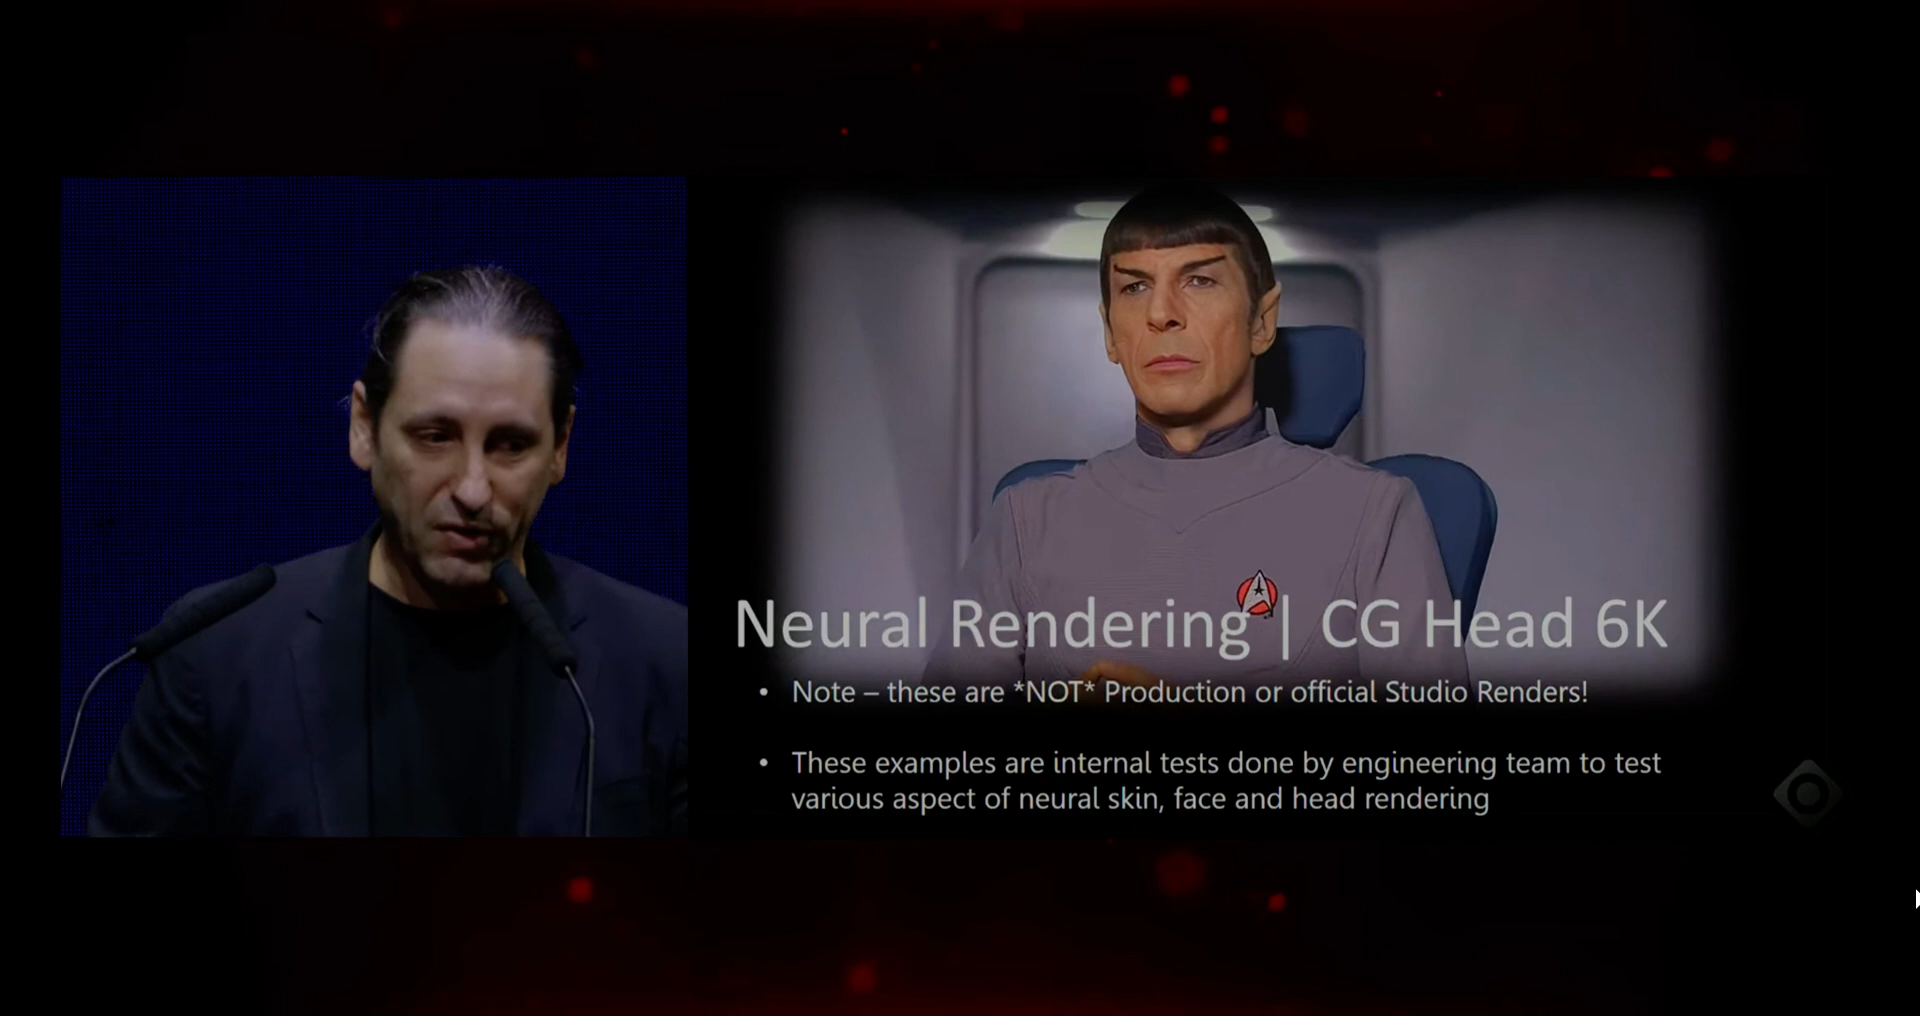 Neural Rendering | CG Head 6K
• Note – these are *NOT* Production or official Studio Renders!
• These examples are internal tests done by engineering team to test
various aspect of neural skin, face and head rendering